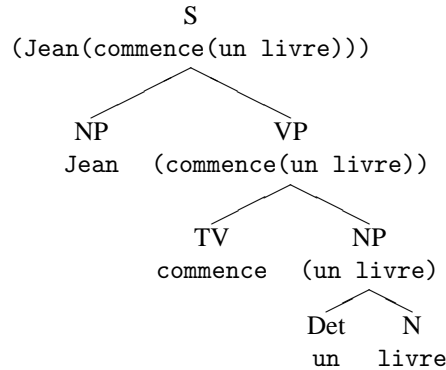 S
(Jean(commence(un livre)))
NP VP
Jean (commence(un livre))
TV NP
commence (un livre)
Det N
un livre